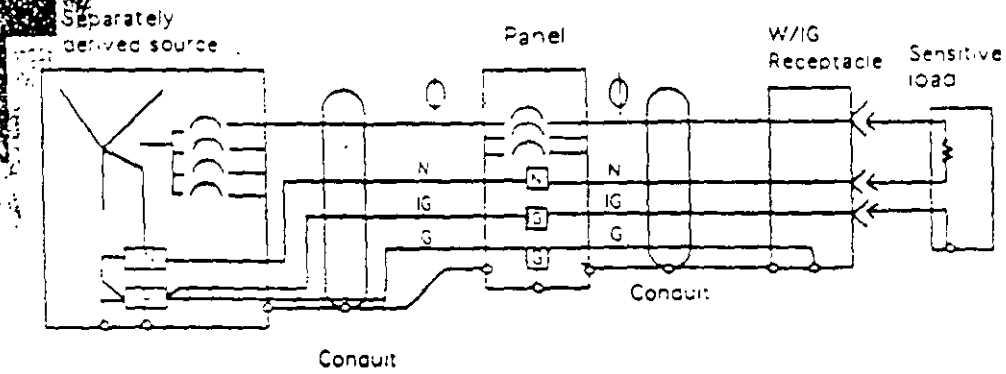 Separately
derived source
Panel
W/IG
Receptacle
Sensitive
load
N
N
N
IG
G
IG
G
G
G
Conduit
Conduit